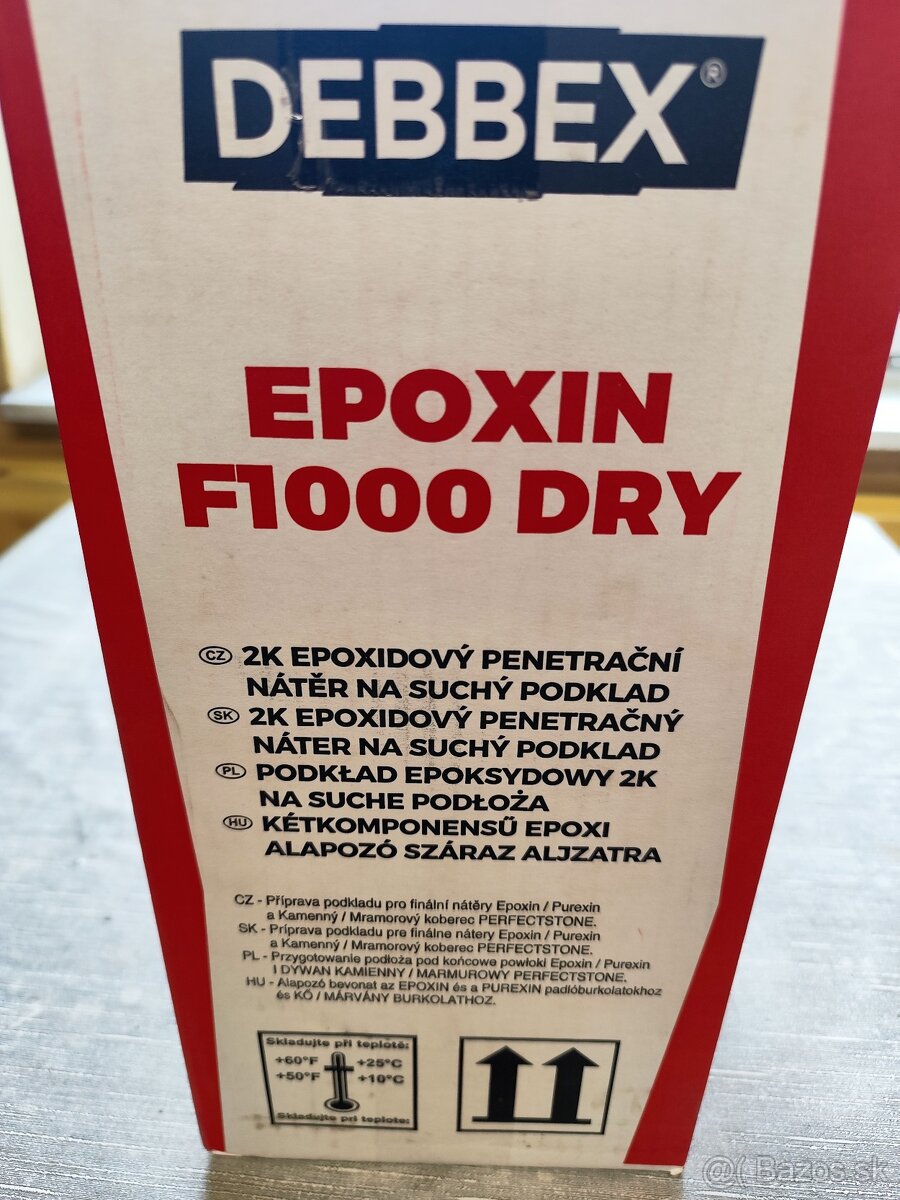 DEBBEX®
EPOXIN
F1000 DRY
CZ 2K EPOXIDOVÝ PENETRAČNÍ
NÁTĚR NA SUCHÝ PODKLAD
SK 2K EPOXIDOVÝ PENETRAČNÝ
NÁTER NA SUCHÝ PODKLAD
PL PODKŁAD EPOKSYDOWY 2K
NA SUCHE PODŁOŻA
HU KÉTKOMPONENSŰ EPOXI
ALAPOZÓ SZÁRAZ ALJZATRA
CZ - Příprava podkladu pro finální nátěry Epoxin / Purexin
a Kamenný / Mramorový koberec PERFECTSTONE.
SK - Príprava podkladu pre finálne nátery Epoxin / Purexin
a Kamenný / Mramorový koberec PERFECTSTONE.
PL - Przygotowanie podłoża pod końcowe powłoki Epoxin / Purexin
I DYWAN KAMIENNY / MARMUROWY PERFECTSTONE.
HU - Alapozó bevonat az EPOXIN és a PUREXIN padlóburkolatokhoz
és KŐ / MÁRVÁNY BURKOLATHOZ.
Skladujte při teplotě:
+60°F +25°C
+50°F +10°C
Skladujte pri teplote:
@( Bazos.sk